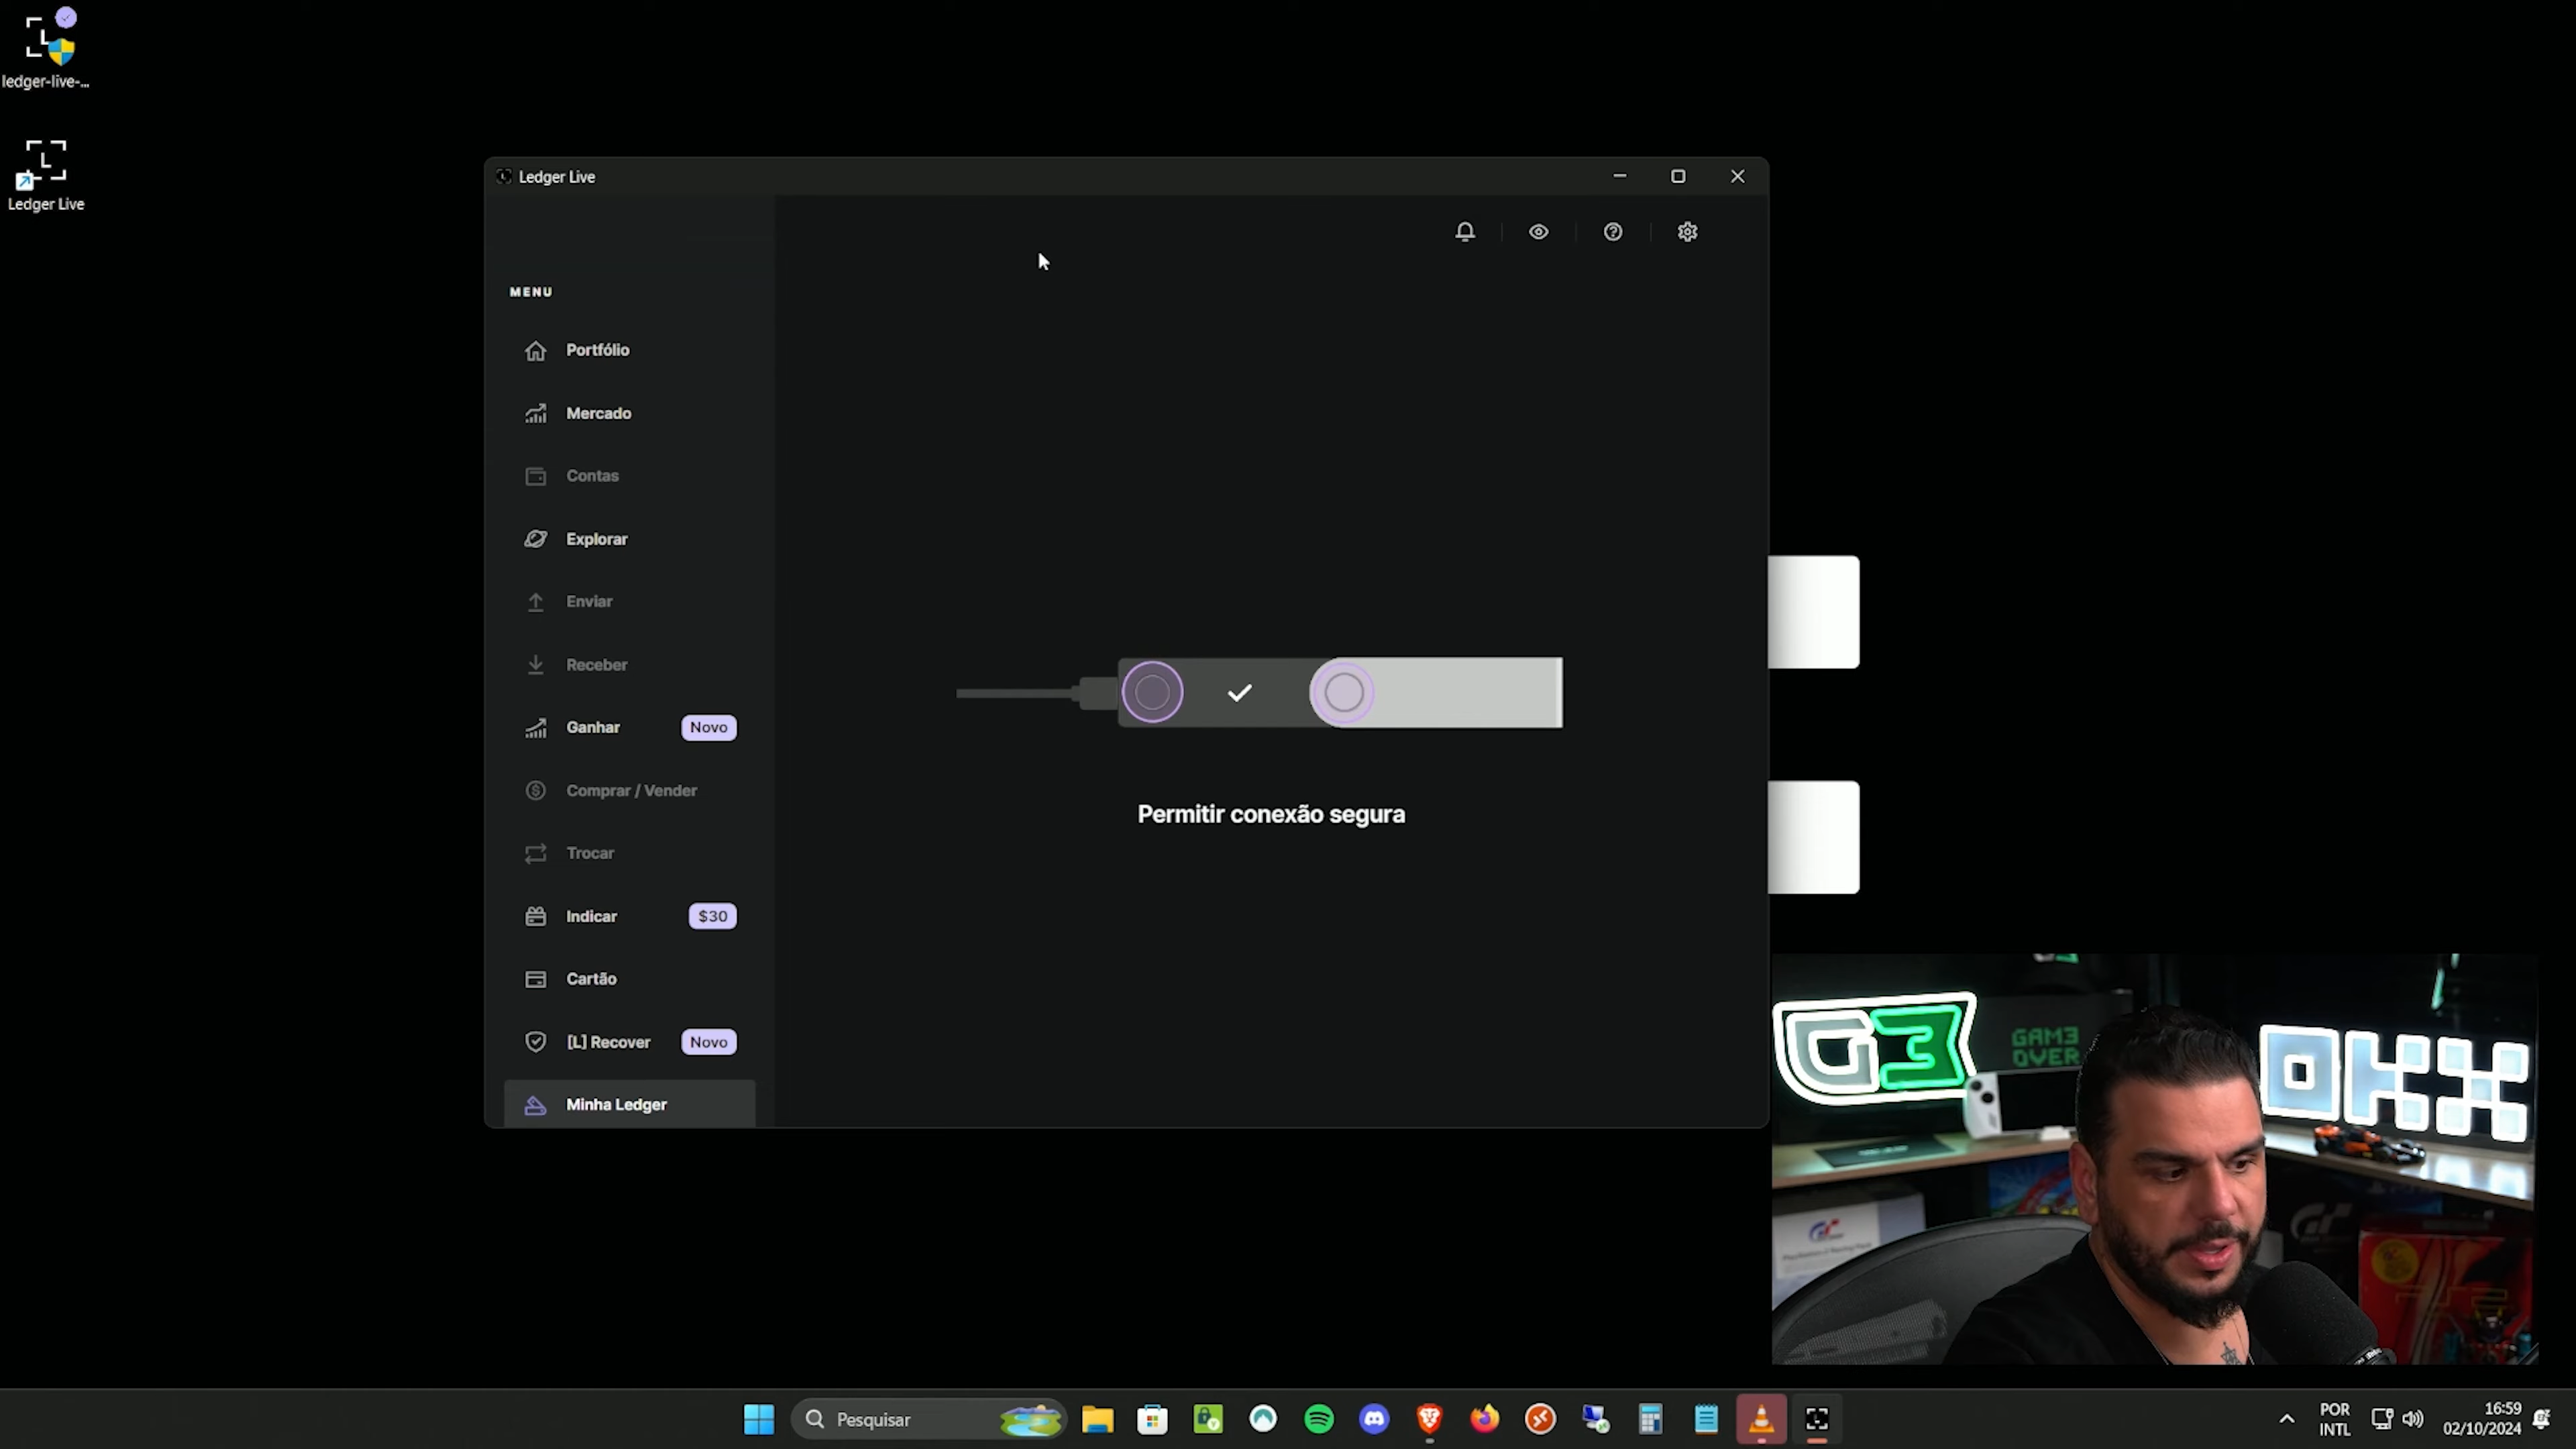 ledger-live-...
Ledger Live
Ledger Live
MENU
Portfólio
Mercado
Contas
Explorar
Enviar
Receber
Ganhar
Novo
Comprar / Vender
Trocar
Indicar
$30
Cartão
[L] Recover
Novo
Minha Ledger
Permitir conexão segura
G3
GAM3
OVER
OKX
Pesquisar
POR
INTL
16:59
02/10/2024